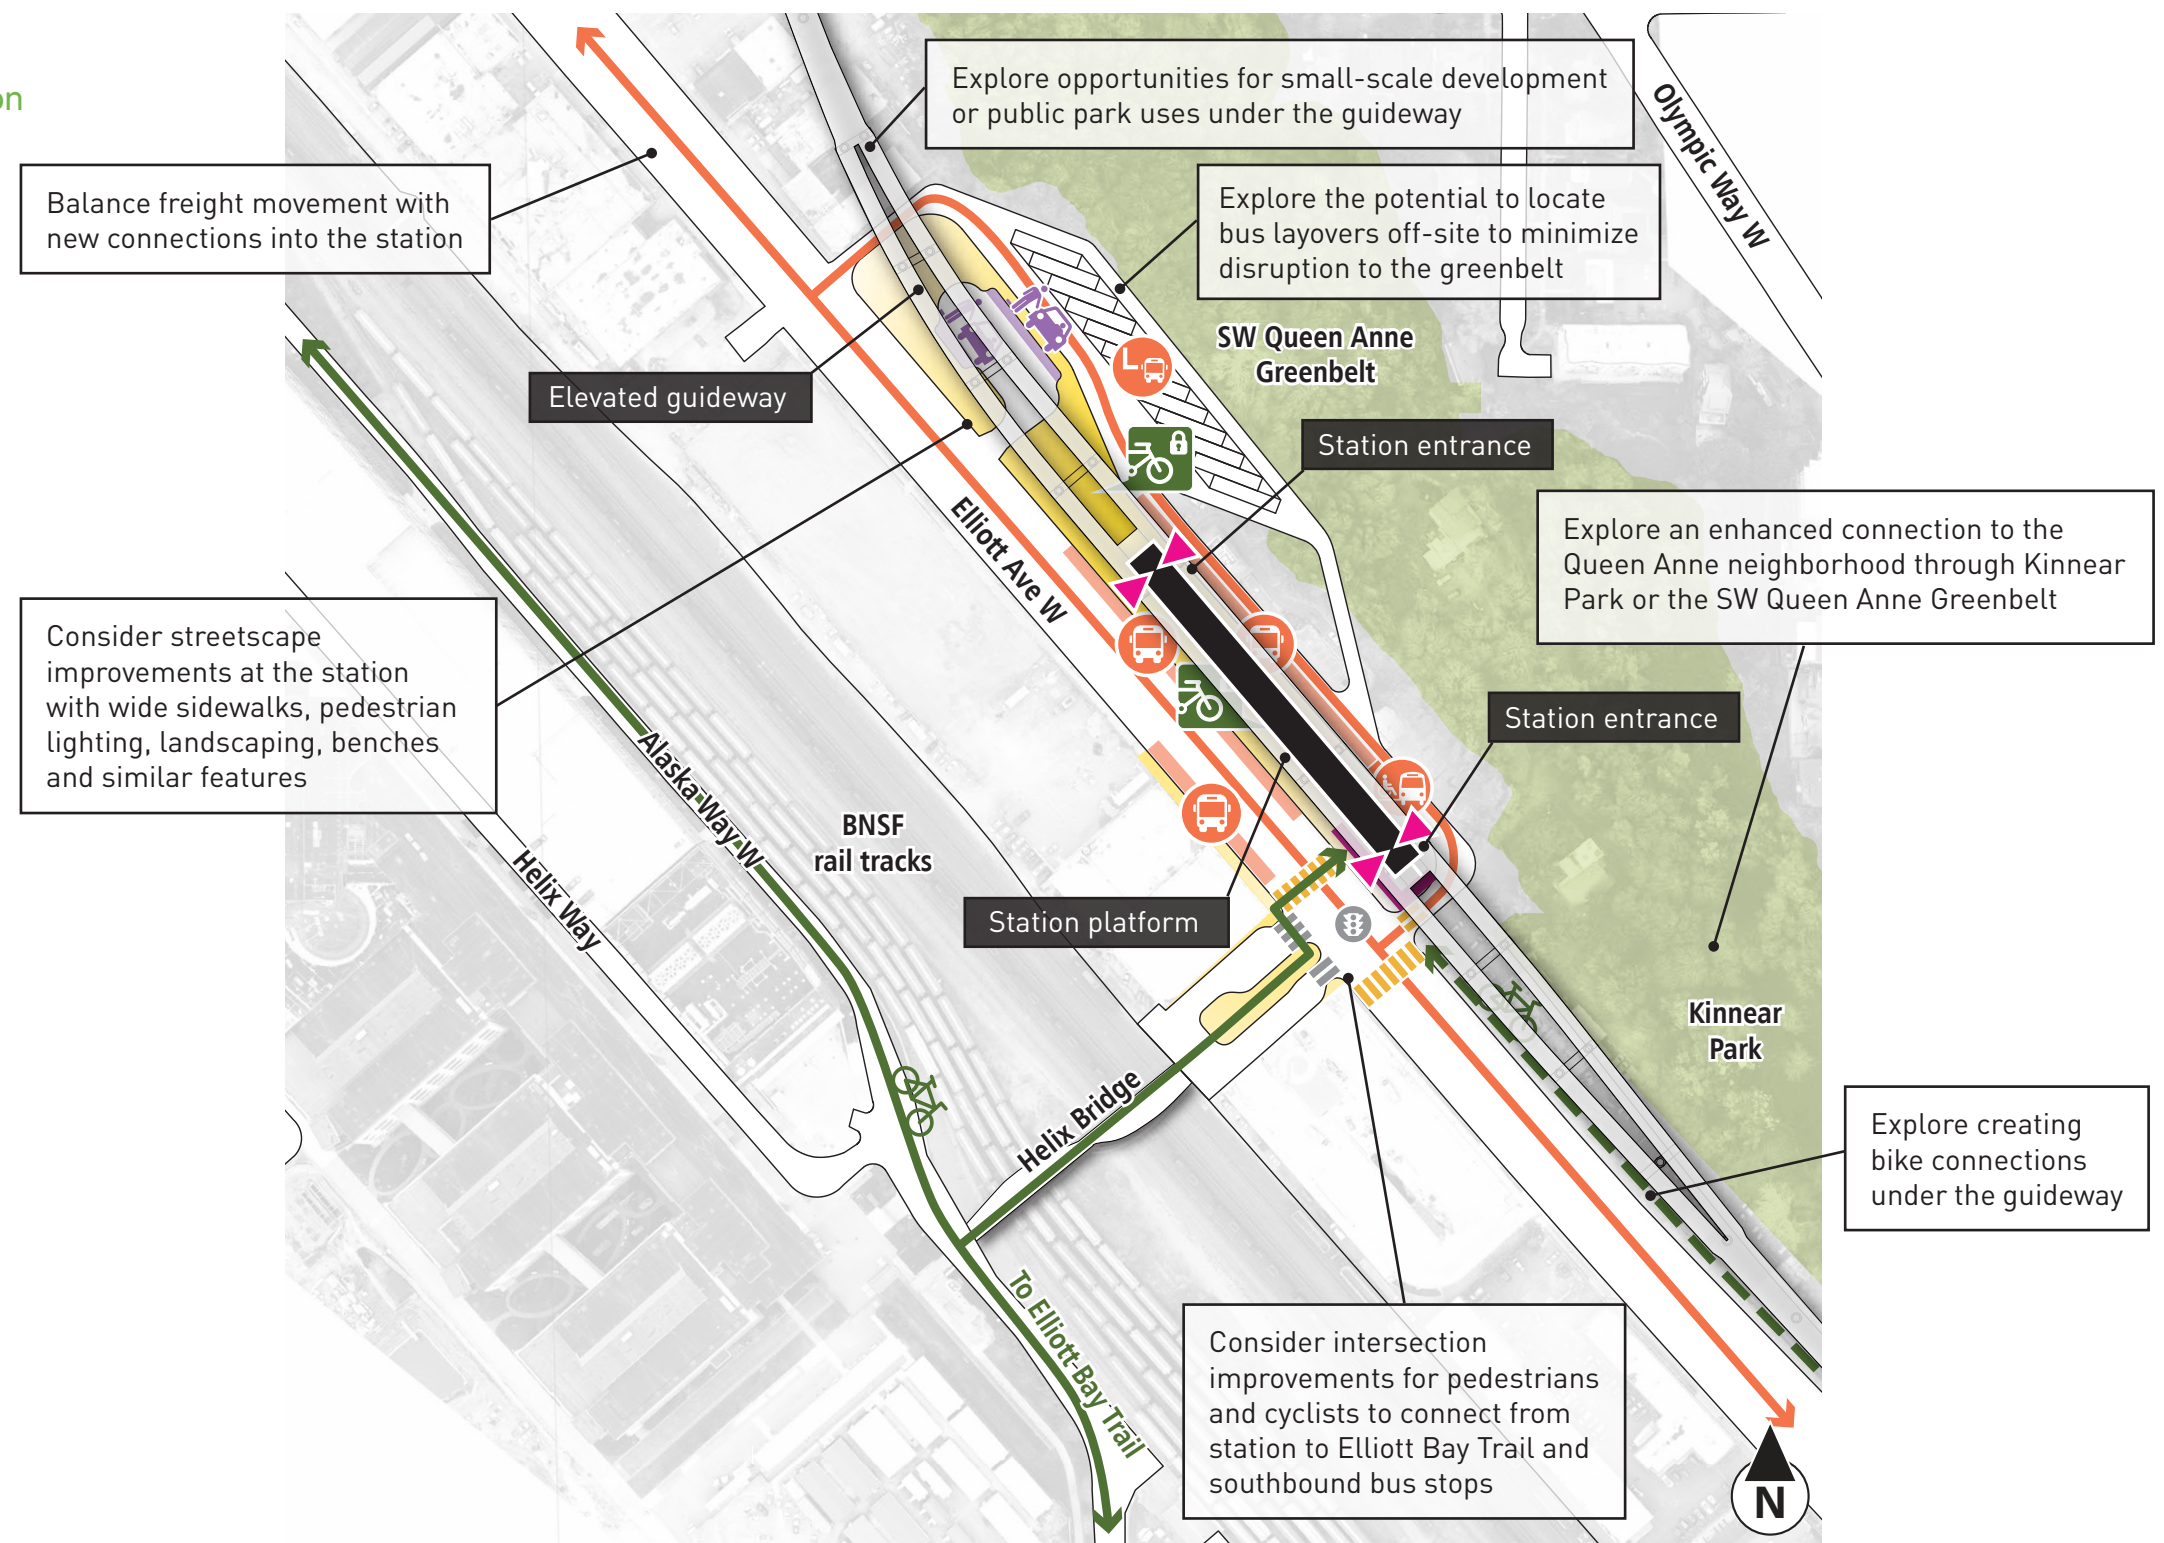 on
Explore opportunities for small-scale development
or public park uses under the guideway
Olympic Way W
Balance freight movement with
new connections into the station
Explore the potential to locate
bus layovers off-site to minimize
disruption to the greenbelt
SW Queen Anne
Greenbelt
L
Elevated guideway
Station entrance
Elliott Ave W
Explore an enhanced connection to the
Queen Anne neighborhood through Kinnear
Park or the SW Queen Anne Greenbelt
Consider streetscape
improvements at the station
with wide sidewalks, pedestrian
lighting, landscaping, benches
and similar features
Station entrance
Alaska Way W
BNSF
rail tracks
Helix Way
Station platform
Kinnear
Park
Helix Bridge
Explore creating
bike connections
under the guideway
To Elliott Bay Trail
Consider intersection
improvements for pedestrians
and cyclists to connect from
station to Elliott Bay Trail and
southbound bus stops
N